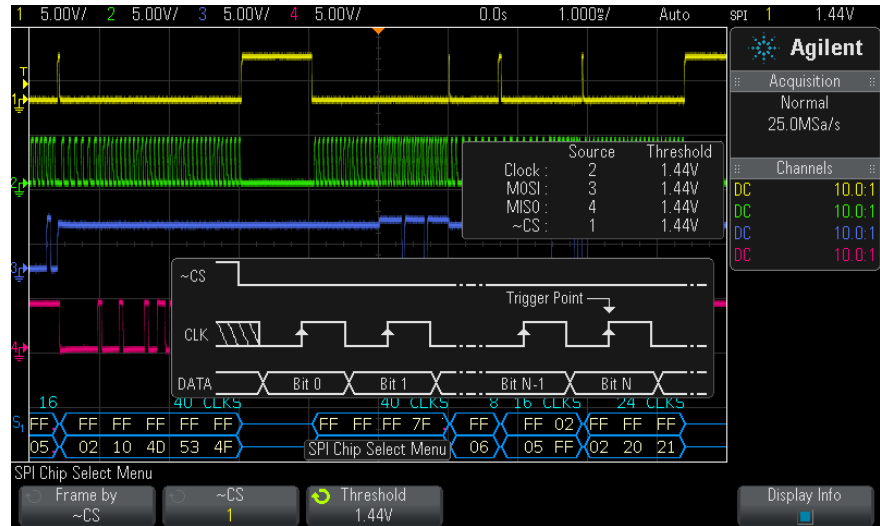 1 5.00V/ 2 5.00V/ 3 5.00V/ 4 5.00V/ 0.0s 1.000ms/ Auto SPI 1 1.44V
Agilent
Acquisition
Normal
25.0MSa/s
Channels
DC 10.0:1
DC 10.0:1
DC 10.0:1
DC 10.0:1
T
1
2
3
4
Source Threshold
Clock : 2 1.44V
MOSI : 3 1.44V
MISO : 4 1.44V
~CS : 1 1.44V
~CS
Trigger Point
CLK
DATA Bit 0 Bit 1 Bit N-1 Bit N
16 40 CLKS 40 CLKS 8 16 CLKS 24 CLKS
S1 FF FF FF FF FF FF FF FF FF 7F FF FF 02 FF FF FF
05 02 10 4D 53 4F SPI Chip Select Menu 06 05 FF 02 20 21
SPI Chip Select Menu
Frame by ~CS Threshold Display Info
~CS 1 1.44V